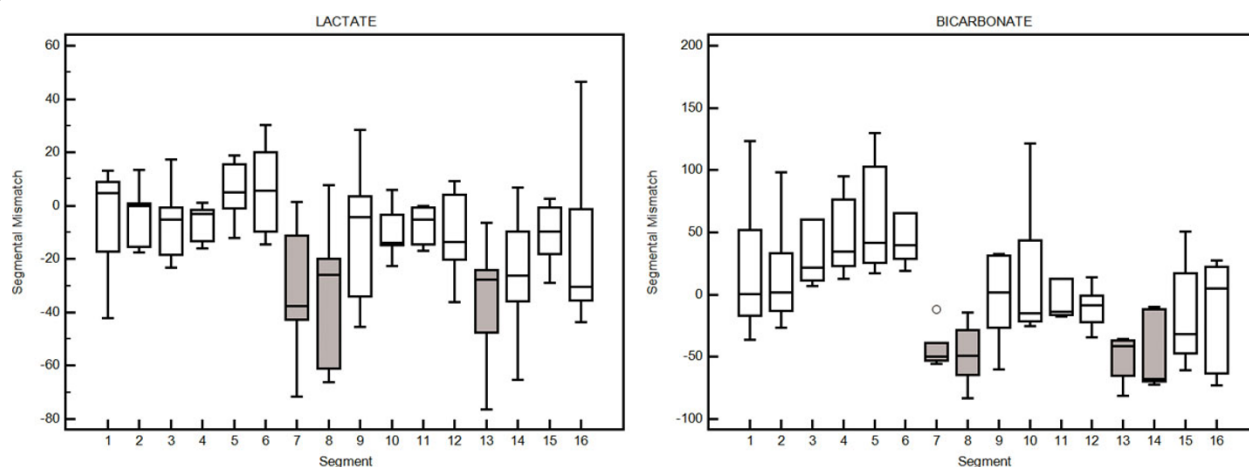 LACTATE
60
40
20
0
-20
-40
-60
-80
Segmental Mismatch
1 2 3 4 5 6 7 8 9 10 11 12 13 14 15 16
Segment
BICARBONATE
200
150
100
50
0
-50
-100
Segmental Mismatch
1 2 3 4 5 6 7 8 9 10 11 12 13 14 15 16
Segment